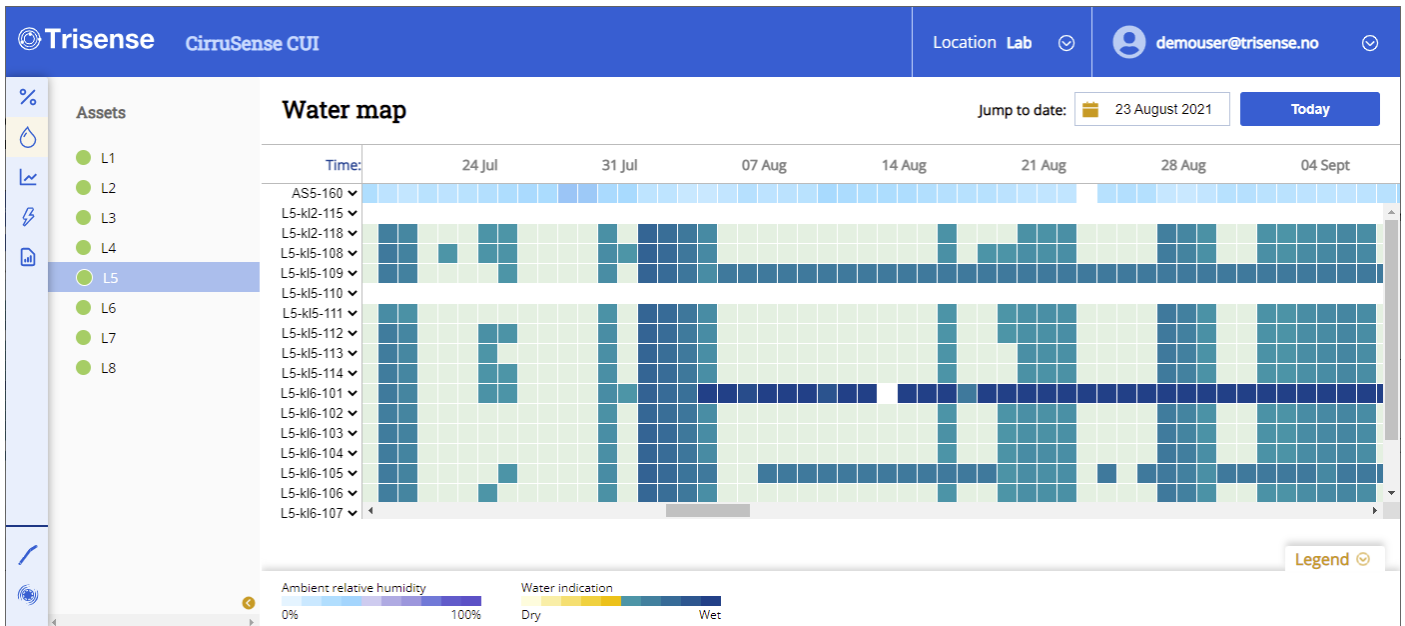 Trisense CirruSense CUI Location Lab demouser@trisense.no
Assets
L1
L2
L3
L4
L5
L6
L7
L8
Water map Jump to date: 23 August 2021 Today
Time: 24 Jul 31 Jul 07 Aug 14 Aug 21 Aug 28 Aug 04 Sept
AS5-160
L5-kl2-115
L5-kl2-118
L5-kl5-108
L5-kl5-109
L5-kl5-110
L5-kl5-111
L5-kl5-112
L5-kl5-113
L5-kl5-114
L5-kl6-101
L5-kl6-102
L5-kl6-103
L5-kl6-104
L5-kl6-105
L5-kl6-106
L5-kl6-107
Legend
Ambient relative humidity Water indication
0% 100% Dry Wet